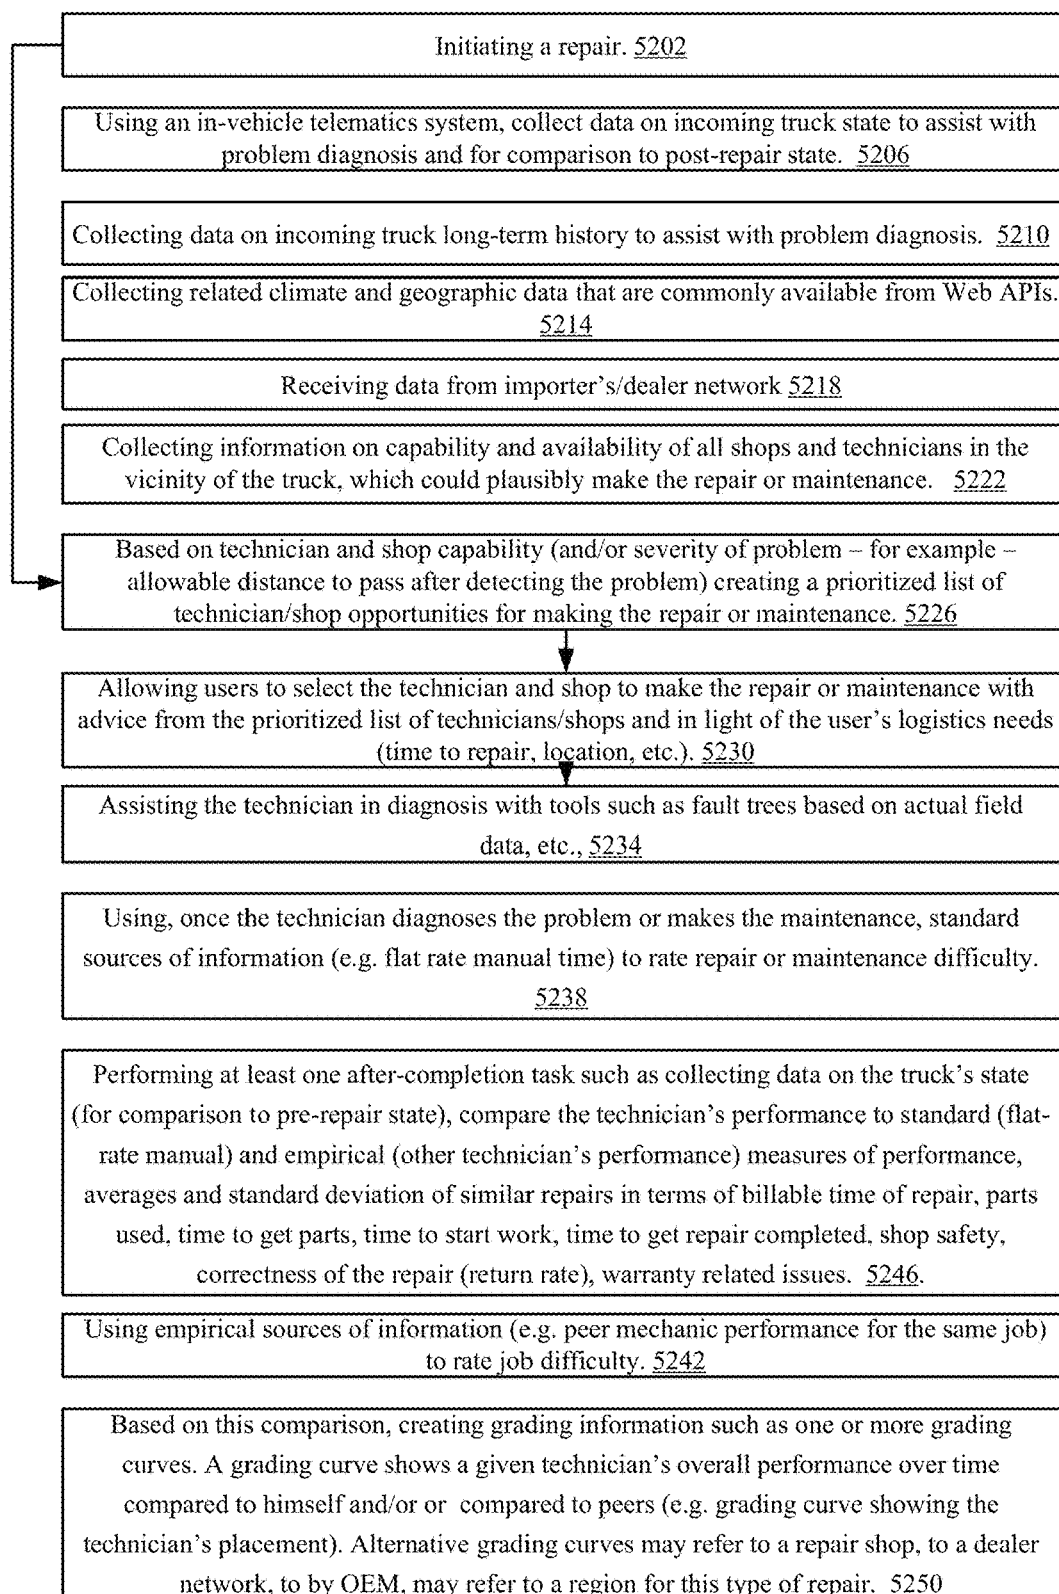 Initiating a repair. 5202
Using an in-vehicle telematics system, collect data on incoming truck state to assist with
problem diagnosis and for comparison to post-repair state. 5206
Collecting data on incoming truck long-term history to assist with problem diagnosis. 5210
Collecting related climate and geographic data that are commonly available from Web APIs.
5214
Receiving data from importer's/dealer network 5218
Collecting information on capability and availability of all shops and technicians in the
vicinity of the truck, which could plausibly make the repair or maintenance. 5222
Based on technician and shop capability (and/or severity of problem – for example –
allowable distance to pass after detecting the problem) creating a prioritized list of
technician/shop opportunities for making the repair or maintenance. 5226
Allowing users to select the technician and shop to make the repair or maintenance with
advice from the prioritized list of technicians/shops and in light of the user's logistics needs
(time to repair, location, etc.). 5230
Assisting the technician in diagnosis with tools such as fault trees based on actual field
data, etc., 5234
Using, once the technician diagnoses the problem or makes the maintenance, standard
sources of information (e.g. flat rate manual time) to rate repair or maintenance difficulty.
5238
Performing at least one after-completion task such as collecting data on the truck's state
(for comparison to pre-repair state), compare the technician's performance to standard (flat-
rate manual) and empirical (other technician's performance) measures of performance,
averages and standard deviation of similar repairs in terms of billable time of repair, parts
used, time to get parts, time to start work, time to get repair completed, shop safety,
correctness of the repair (return rate), warranty related issues. 5246.
Using empirical sources of information (e.g. peer mechanic performance for the same job)
to rate job difficulty. 5242
Based on this comparison, creating grading information such as one or more grading
curves. A grading curve shows a given technician's overall performance over time
compared to himself and/or or compared to peers (e.g. grading curve showing the
technician's placement). Alternative grading curves may refer to a repair shop, to a dealer
network, to by OEM, may refer to a region for this type of repair. 5250